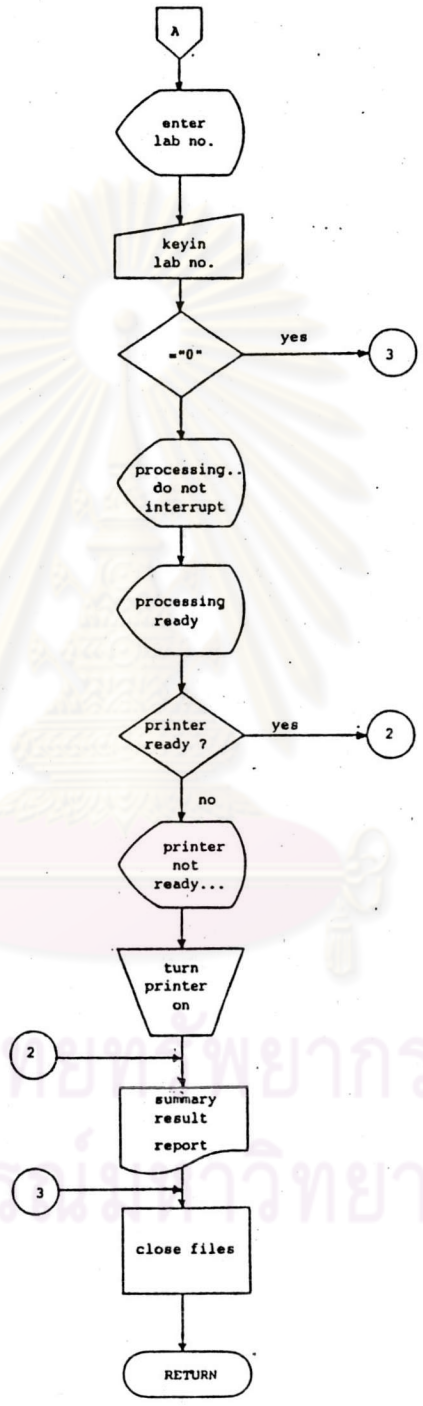 A
enter
lab no.
keyin
lab no.
="0"
yes
3
processing..
do not
interrupt
processing
ready
printer
ready ?
yes
2
no
printer
not
ready...
turn
printer
on
2
summary
result
report
3
close files
RETURN